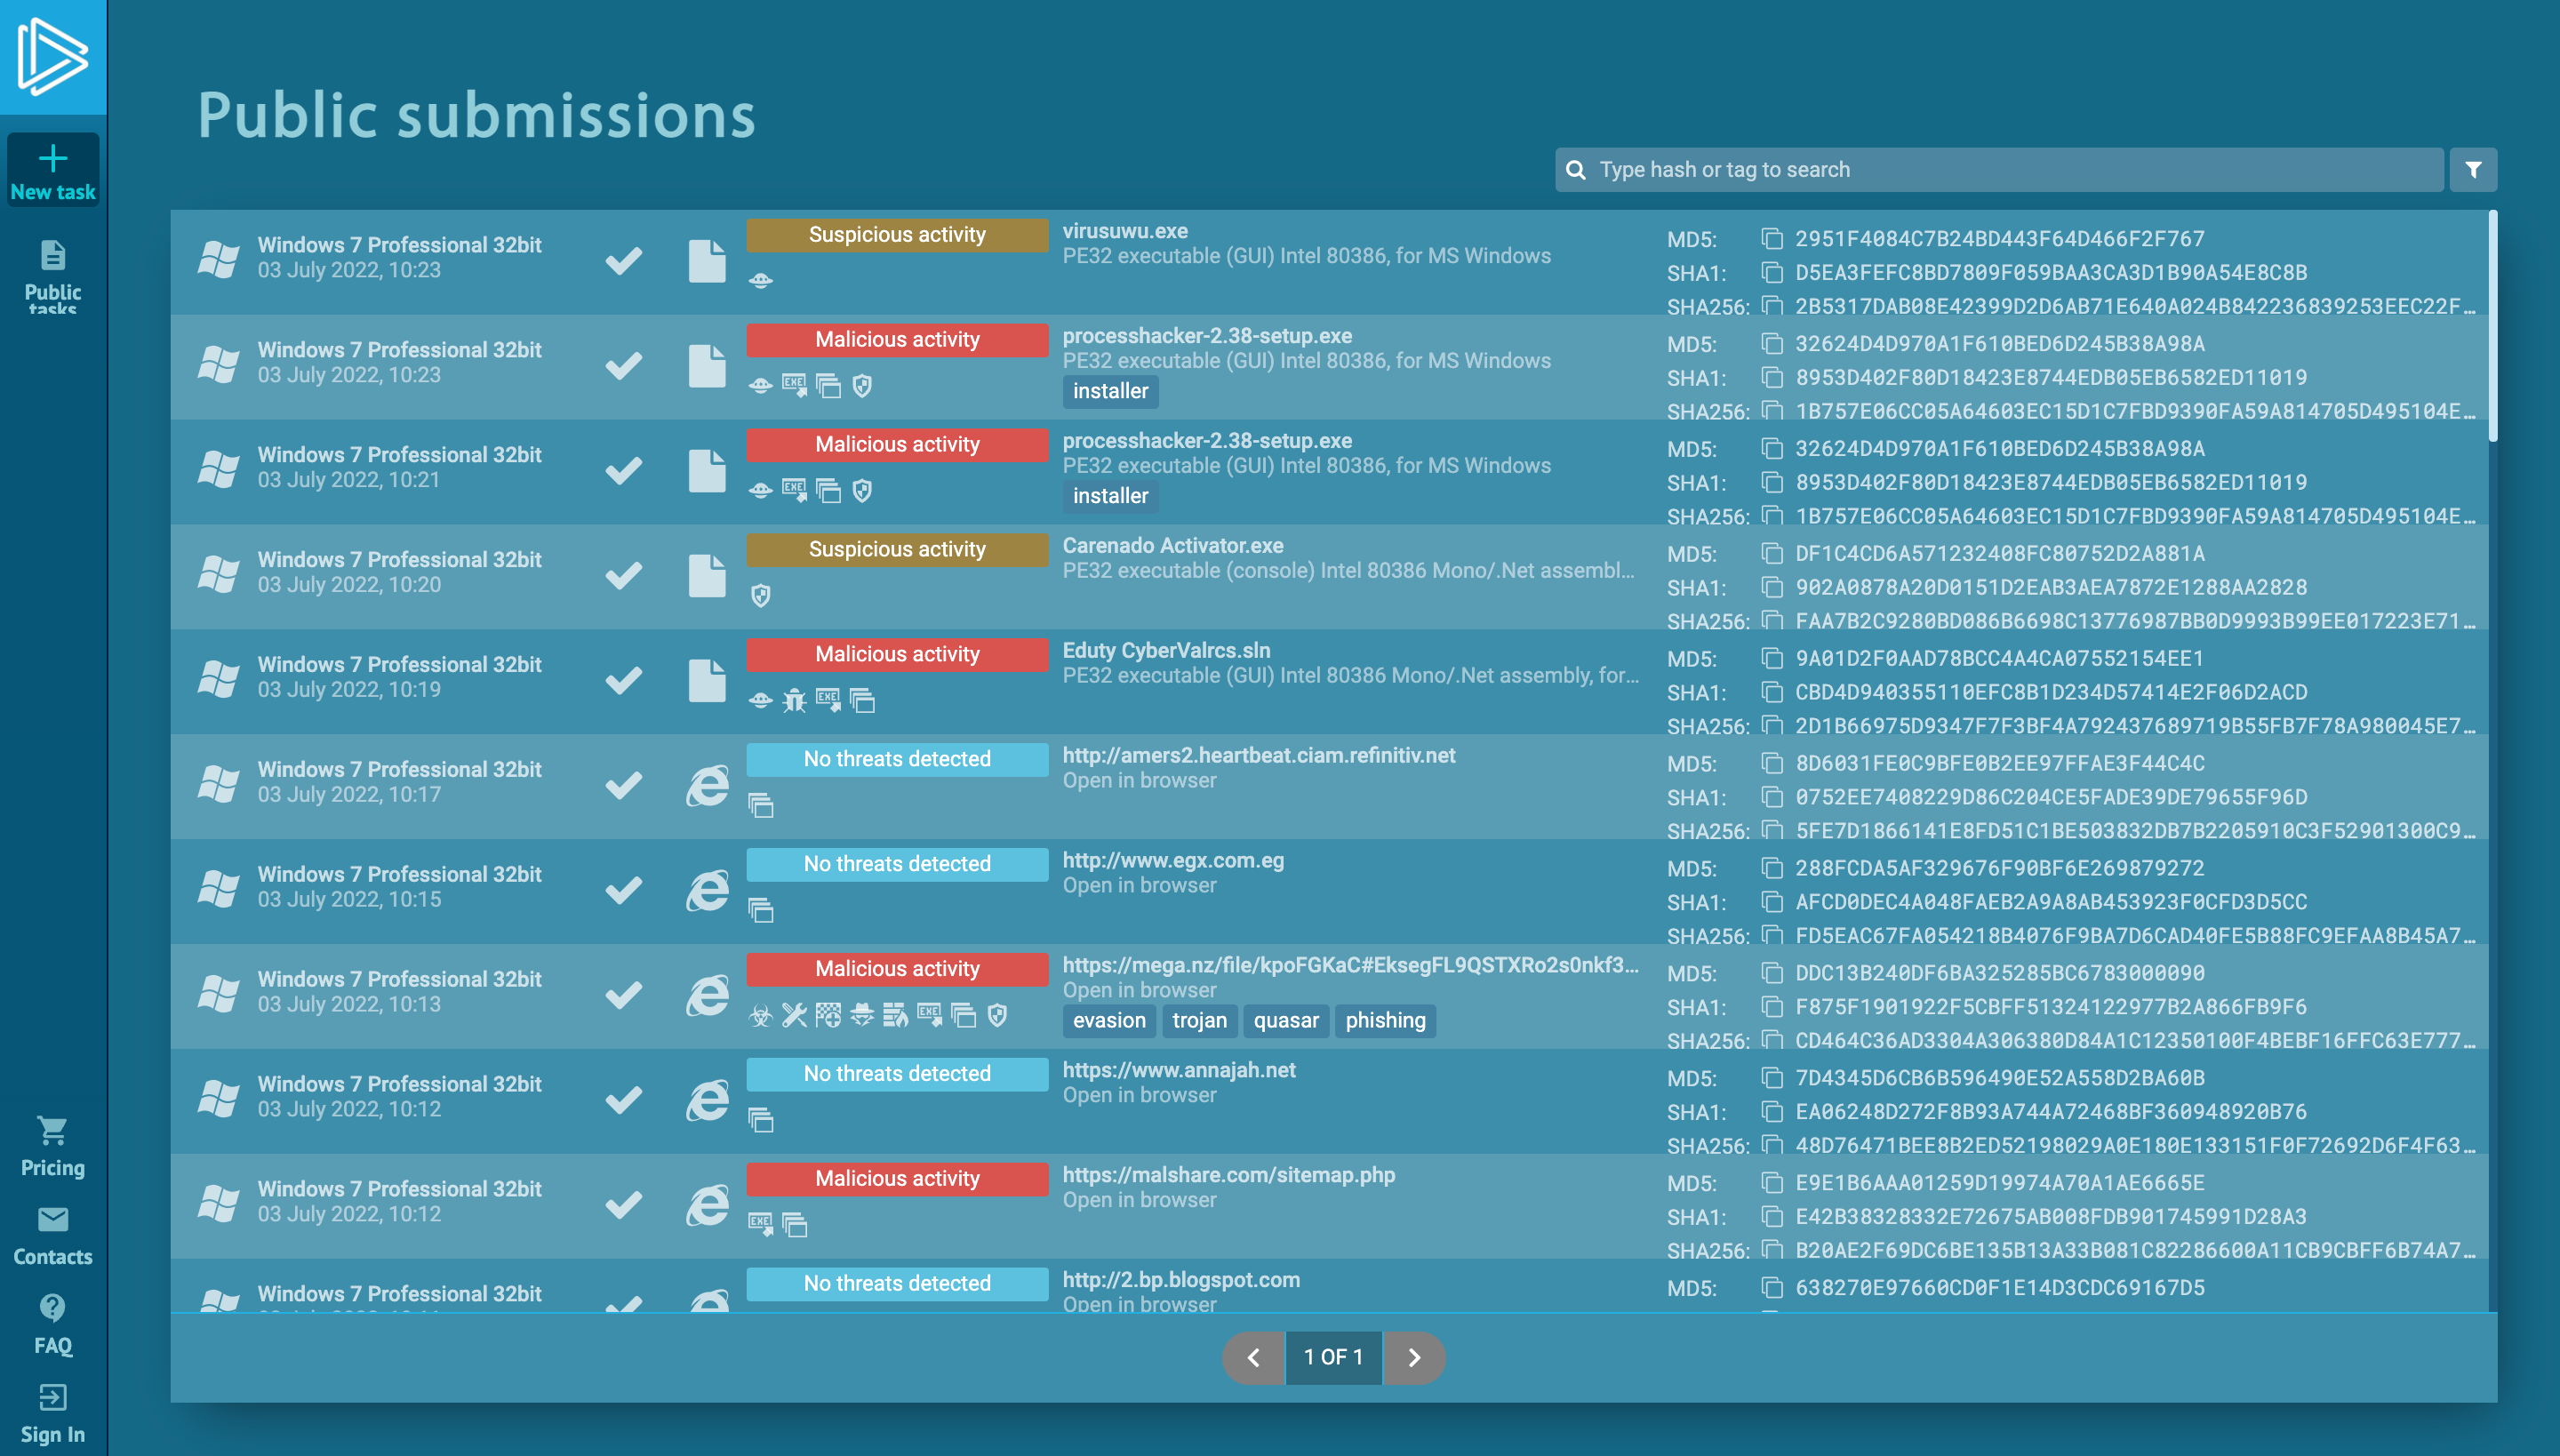 New task
Public
tasks
Pricing
Contacts
FAQ
Sign In
Public submissions
Type hash or tag to search
Windows 7 Professional 32bit
03 July 2022, 10:23
Suspicious activity
virusuwu.exe
PE32 executable (GUI) Intel 80386, for MS Windows
MD5: 2951F4084C7B24BD443F64D466F2F767
SHA1: D5EA3FEFC8BD7809F059BAA3CA3D1B90A54E8C8B
SHA256: 2B5317DAB08E42399D2D6AB71E640A024B842236839253EEC22F...
Windows 7 Professional 32bit
03 July 2022, 10:23
Malicious activity
processhacker-2.38-setup.exe
PE32 executable (GUI) Intel 80386, for MS Windows
installer
MD5: 32624D4D970A1F610BED6D245B38A98A
SHA1: 8953D402F80D18423E8744EDB05EB6582ED11019
SHA256: 1B757E06CC05A64603EC15D1C7FBD9390FA59A814705D495104E...
Windows 7 Professional 32bit
03 July 2022, 10:21
Malicious activity
processhacker-2.38-setup.exe
PE32 executable (GUI) Intel 80386, for MS Windows
installer
MD5: 32624D4D970A1F610BED6D245B38A98A
SHA1: 8953D402F80D18423E8744EDB05EB6582ED11019
SHA256: 1B757E06CC05A64603EC15D1C7FBD9390FA59A814705D495104E...
Windows 7 Professional 32bit
03 July 2022, 10:20
Suspicious activity
Carenado Activator.exe
PE32 executable (console) Intel 80386 Mono/.Net assembl...
MD5: DF1C4CD6A571232408FC80752D2A881A
SHA1: 902A0878A20D0151D2EAB3AEA7872E1288AA2828
SHA256: FAA7B2C9280BD086B6698C13776987BB0D9993B99EE017223E71...
Windows 7 Professional 32bit
03 July 2022, 10:19
Malicious activity
Eduty CyberValrcs.sln
PE32 executable (GUI) Intel 80386 Mono/.Net assembly, for...
MD5: 9A01D2F0AAD78BCC4A4CA07552154EE1
SHA1: CBD4D940355110EFC8B1D234D57414E2F06D2ACD
SHA256: 2D1B66975D9347F7F3BF4A792437689719B55FB7F78A980045E7...
Windows 7 Professional 32bit
03 July 2022, 10:17
No threats detected
http://amers2.heartbeat.ciam.refinitiv.net
Open in browser
MD5: 8D6031FE0C9BFE0B2EE97FFAE3F44C4C
SHA1: 0752EE7408229D86C204CE5FADE39DE79655F96D
SHA256: 5FE7D1866141E8FD51C1BE503832DB7B2205910C3F52901300C9...
Windows 7 Professional 32bit
03 July 2022, 10:15
No threats detected
http://www.egx.com.eg
Open in browser
MD5: 288FCDA5AF329676F90BF6E269879272
SHA1: AFCD0DEC4A048FAEB2A9A8AB453923F0CFD3D5CC
SHA256: FD5EAC67FA054218B4076F9BA7D6CAD40FE5B88FC9EFAA8B45A7...
Windows 7 Professional 32bit
03 July 2022, 10:13
Malicious activity
https://mega.nz/file/kpoFGKaC#EksegFL9QSTXRo2s0nkf3...
Open in browser
evasion trojan quasar phishing
MD5: DDC13B240DF6BA325285BC6783000090
SHA1: F875F1901922F5CBFF51324122977B2A866FB9F6
SHA256: CD464C36AD3304A306380D84A1C12350100F4BEBF16FFC63E777...
Windows 7 Professional 32bit
03 July 2022, 10:12
No threats detected
https://www.annajah.net
Open in browser
MD5: 7D4345D6CB6B596490E52A558D2BA60B
SHA1: EA06248D272F8B93A744A72468BF360948920B76
SHA256: 48D76471BEE8B2ED52198029A0E180E133151F0F72692D6F4F63...
Windows 7 Professional 32bit
03 July 2022, 10:12
Malicious activity
https://malshare.com/sitemap.php
Open in browser
MD5: E9E1B6AAA01259D19974A70A1AE6665E
SHA1: E42B38328332E72675AB008FDB901745991D28A3
SHA256: B20AE2F69DC6BE135B13A33B081C82286600A11CB9CBFF6B74A7...
Windows 7 Professional 32bit
No threats detected
http://2.bp.blogspot.com
Open in browser
MD5: 638270E97660CD0F1E14D3CDC69167D5
1 OF 1